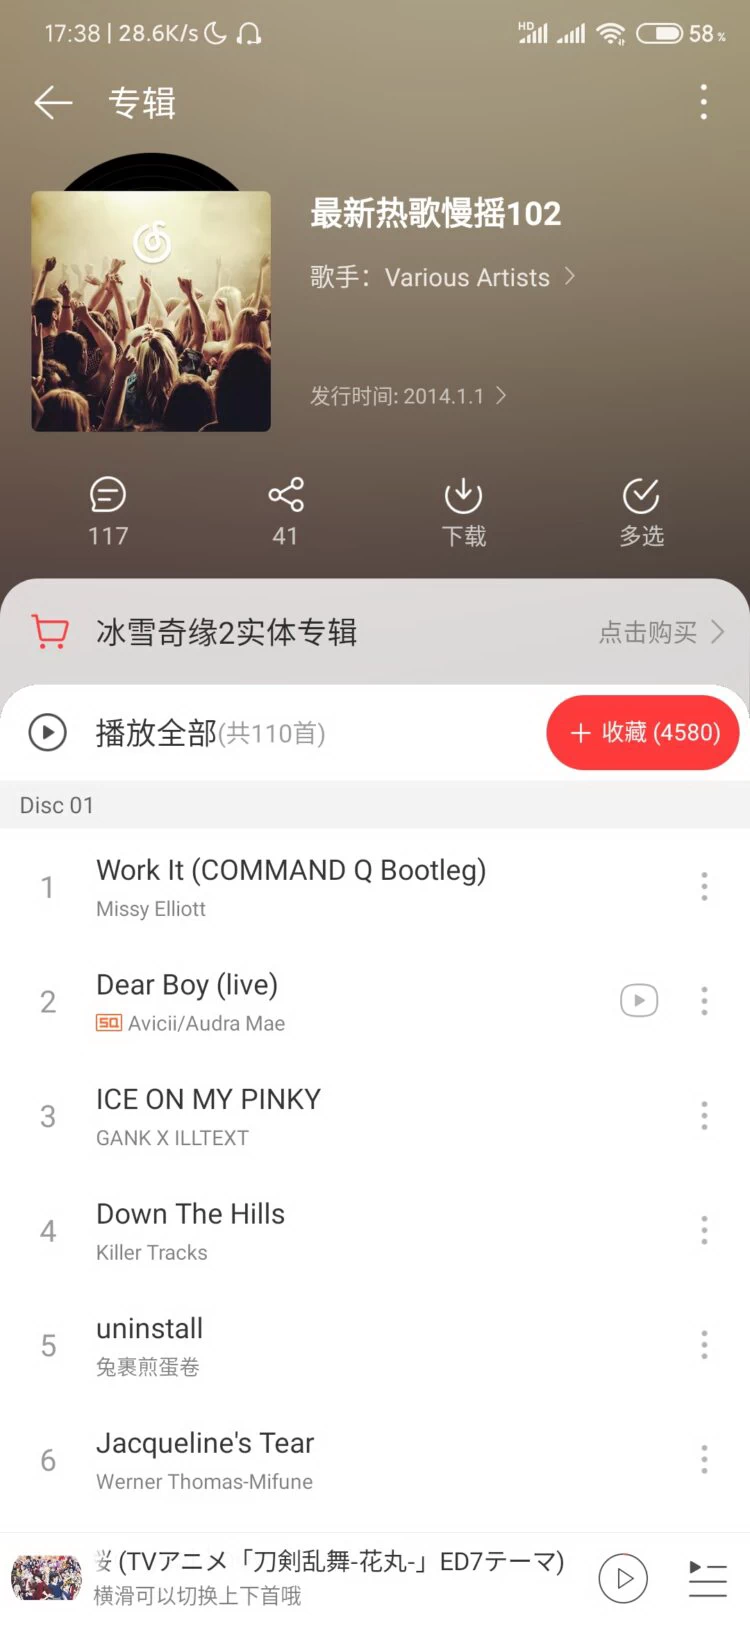 17:38 | 28.6K/s HD 58%
专辑
最新热歌慢摇102
歌手：Various Artists
发行时间: 2014.1.1
117 41 下载 多选
冰雪奇缘2实体专辑 点击购买
播放全部(共110首) + 收藏 (4580)
Disc 01
1 Work It (COMMAND Q Bootleg)
Missy Elliott
2 Dear Boy (live)
SQ Avicii/Audra Mae
3 ICE ON MY PINKY
GANK X ILLTEXT
4 Down The Hills
Killer Tracks
5 uninstall
兔裹煎蛋卷
6 Jacqueline's Tear
Werner Thomas-Mifune
(TVアニメ「刀剣乱舞-花丸-」ED7テーマ)
横滑可以切换上下首哦